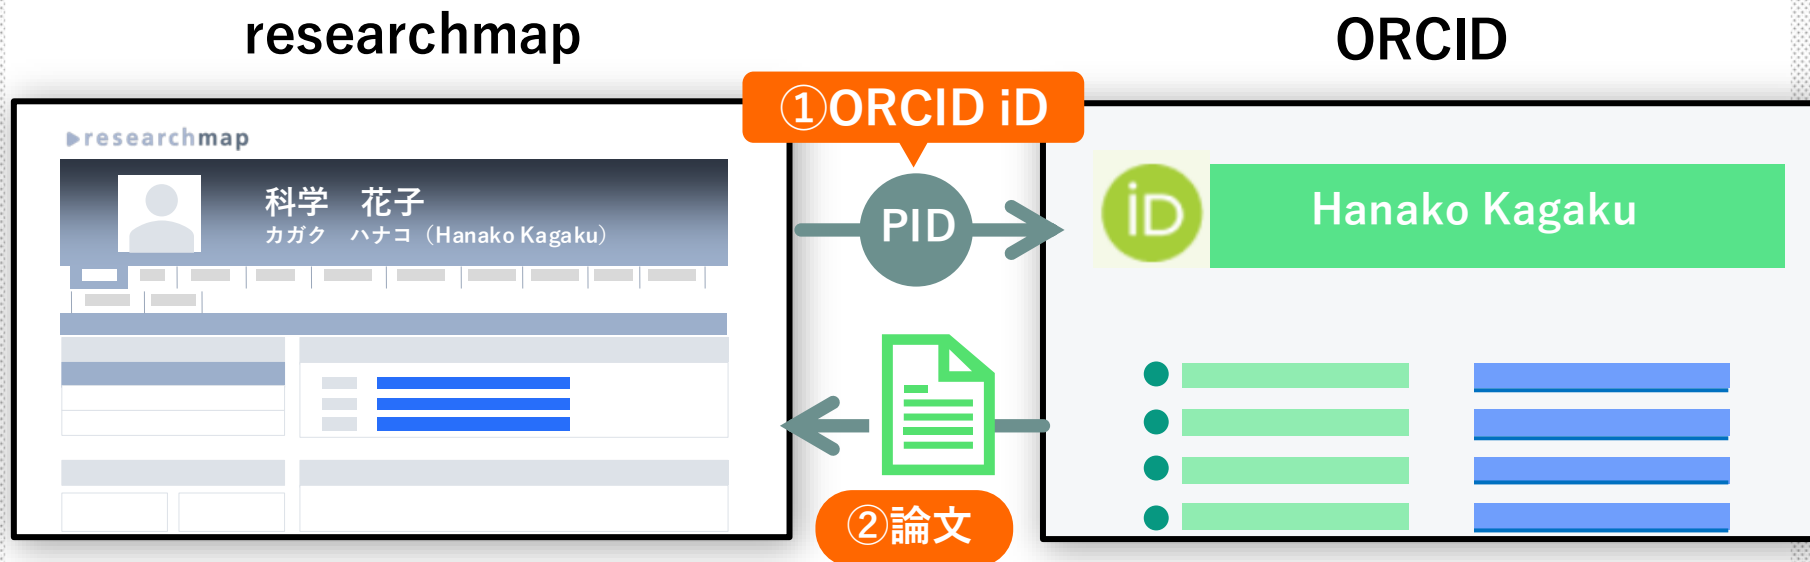 researchmap
ORCID
①ORCID iD
researchmap
科学　花子
カガク　ハナコ（Hanako Kagaku）
PID
iD
Hanako Kagaku
②論文